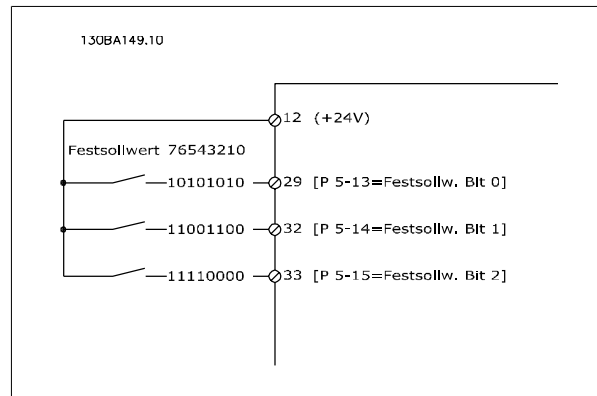 130BA149.10
12 (+24V)
Festsollwert 76543210
10101010 29 [P 5-13=Festsollw. Bit 0]
11001100 32 [P 5-14=Festsollw. Bit 1]
11110000 33 [P 5-15=Festsollw. Bit 2]